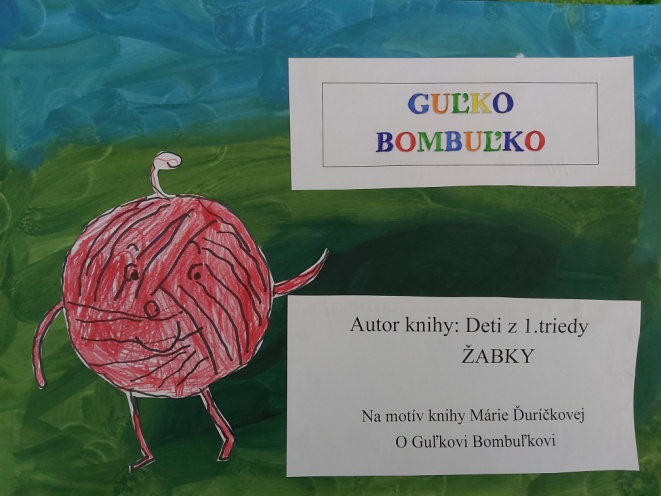 GUĽKO
BOMBUĽKO
Autor knihy: Deti z 1.triedy
ŽABKY
Na motív knihy Márie Ďuríčkovej
O Guľkovi Bombuľkovi